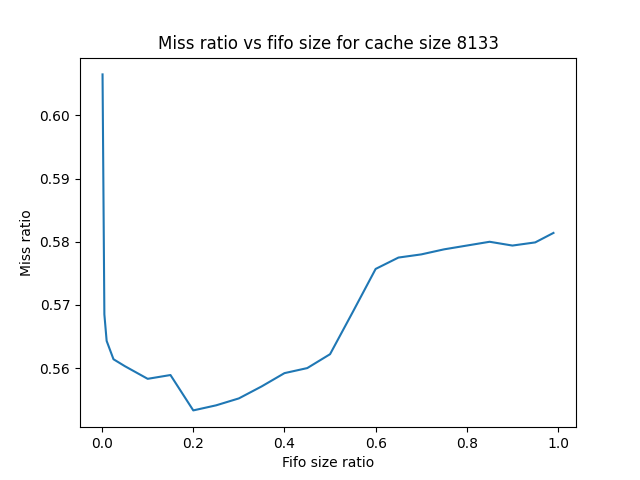 Miss ratio vs fifo size for cache size 8133
Miss ratio
0.60
0.59
0.58
0.57
0.56
0.0 0.2 0.4 0.6 0.8 1.0
Fifo size ratio